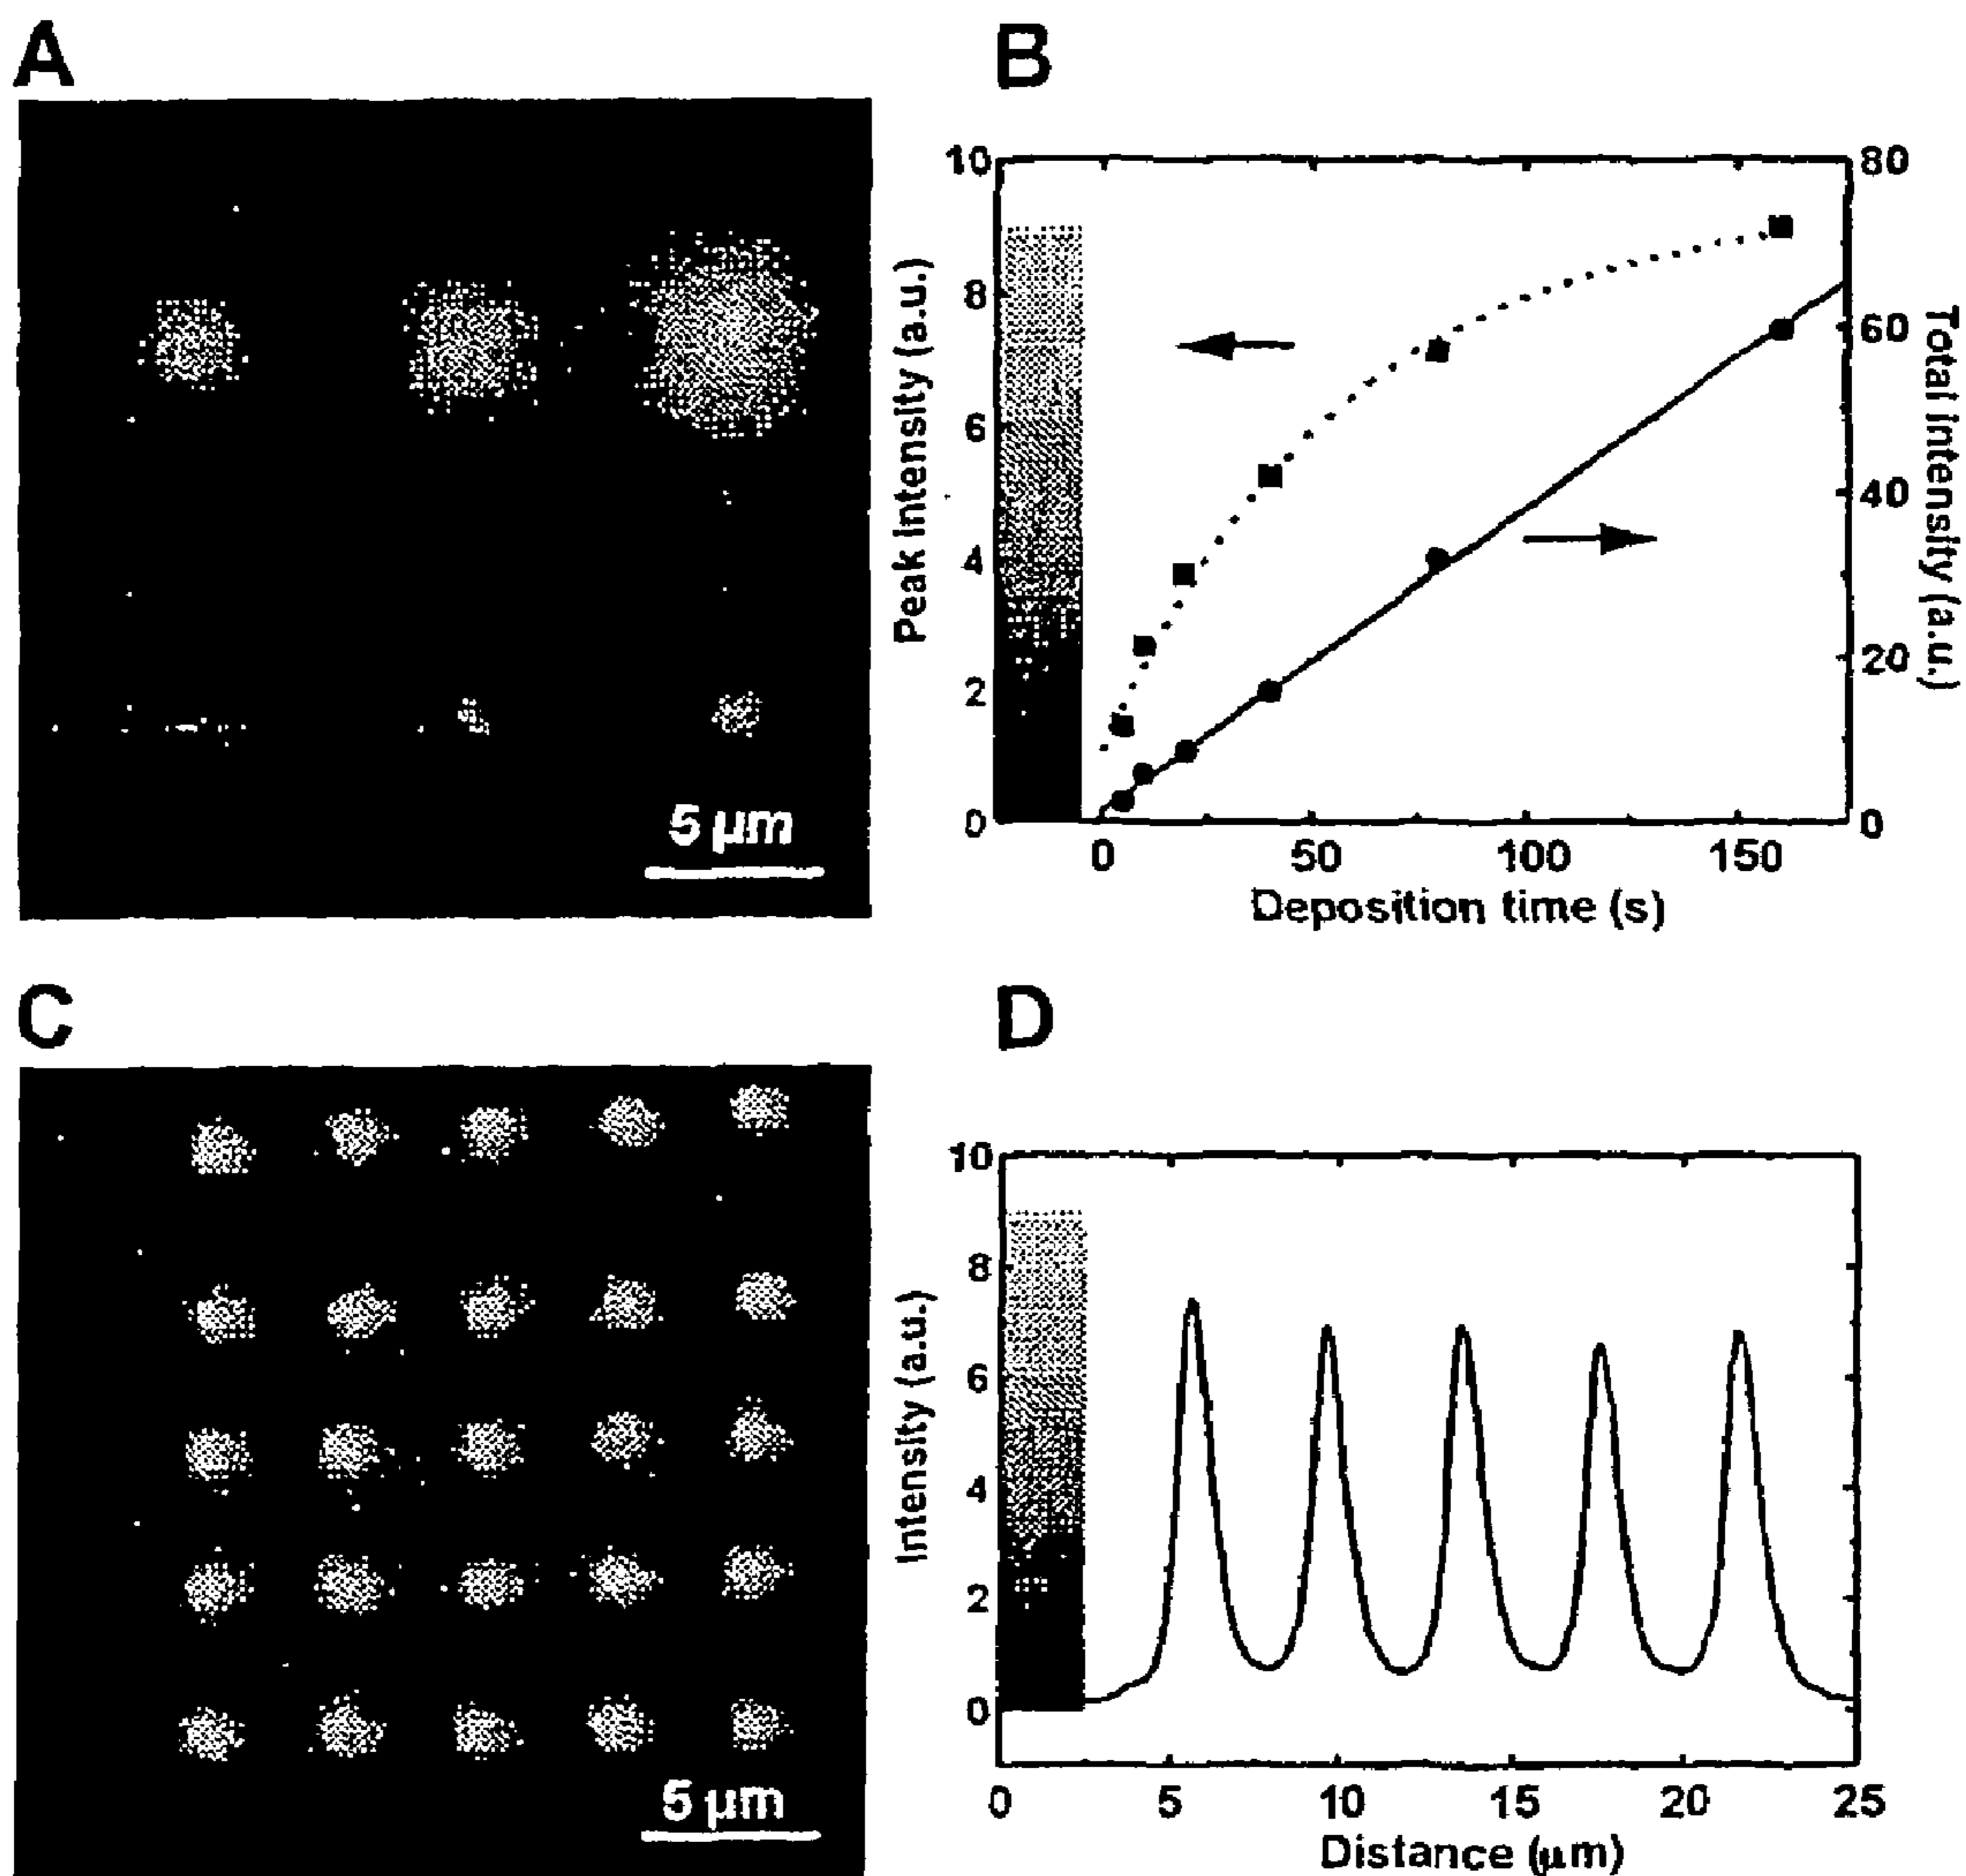 A
5 µm
B
10
8
6
4
2
0
Peak Intensity (a.u.)
80
60
40
20
0
Total Intensity (a.u.)
0 50 100 150
Deposition time (s)
C
5 µm
D
10
8
6
4
2
0
Intensity (a.u.)
0 5 10 15 20 25
Distance (µm)